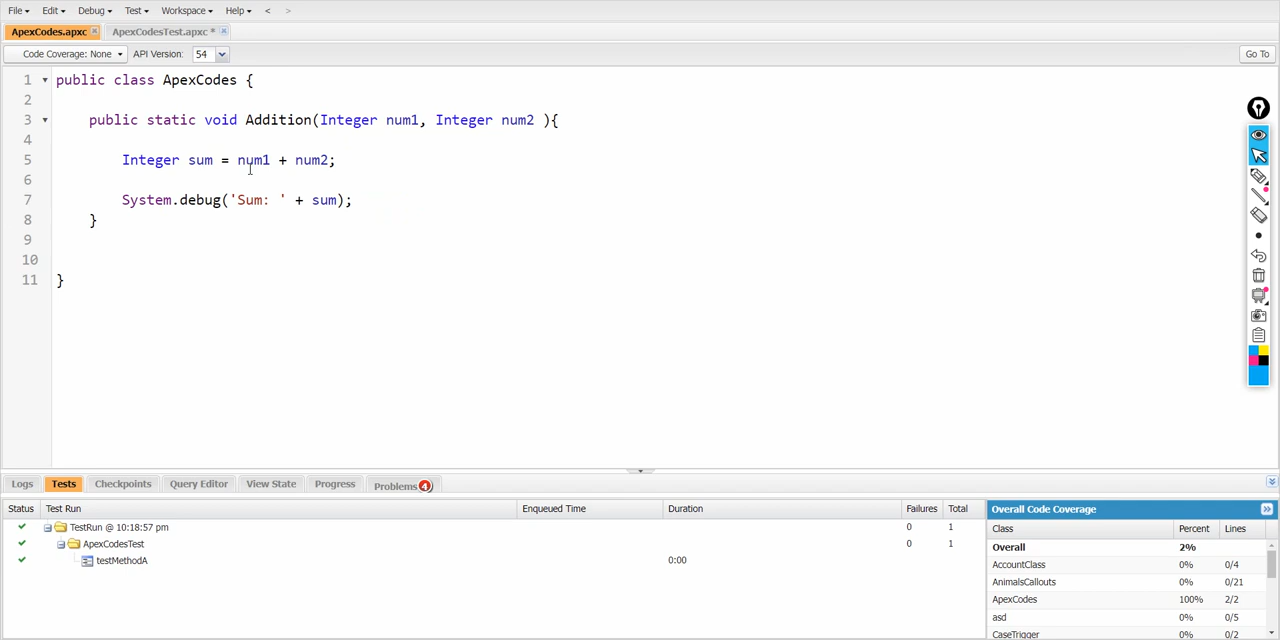 File Edit Debug Test Workspace Help < >
ApexCodes.apxc ApexCodesTest.apxc *
Code Coverage: None API Version: 54 Go To
1 public class ApexCodes {
2
3 public static void Addition(Integer num1, Integer num2 ){
4
5 Integer sum = num1 + num2;
6
7 System.debug('Sum: ' + sum);
8 }
9
10
11 }
Logs Tests Checkpoints Query Editor View State Progress Problems 4
Status Test Run Enqueued Time Duration Failures Total
TestRun @ 10:18:57 pm 0 1
ApexCodesTest 0 1
testMethodA 0:00
Overall Code Coverage
Class Percent Lines
Overall 2%
AccountClass 0% 0/4
AnimalsCallouts 0% 0/21
ApexCodes 100% 2/2
asd 0% 0/5
CaseTrigger 0% 0/2